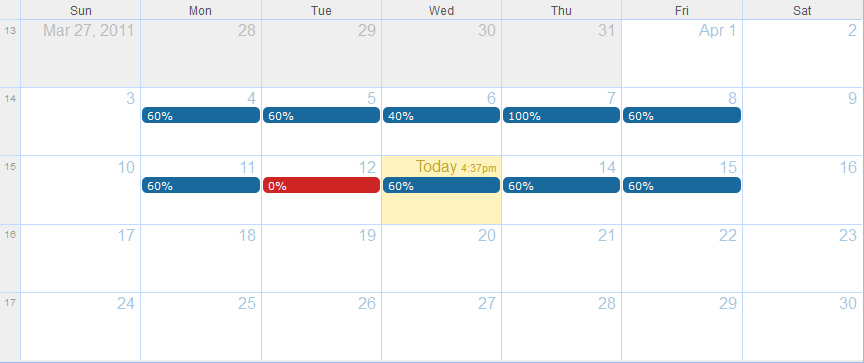 Sun Mon Tue Wed Thu Fri Sat
13 Mar 27, 2011 28 29 30 31 Apr 1 2
14 3 4 5 6 7 8 9
60% 60% 40% 100% 60%
15 10 11 12 Today 4:37pm 14 15 16
60% 0% 60% 60% 60%
16 17 18 19 20 21 22 23
17 24 25 26 27 28 29 30